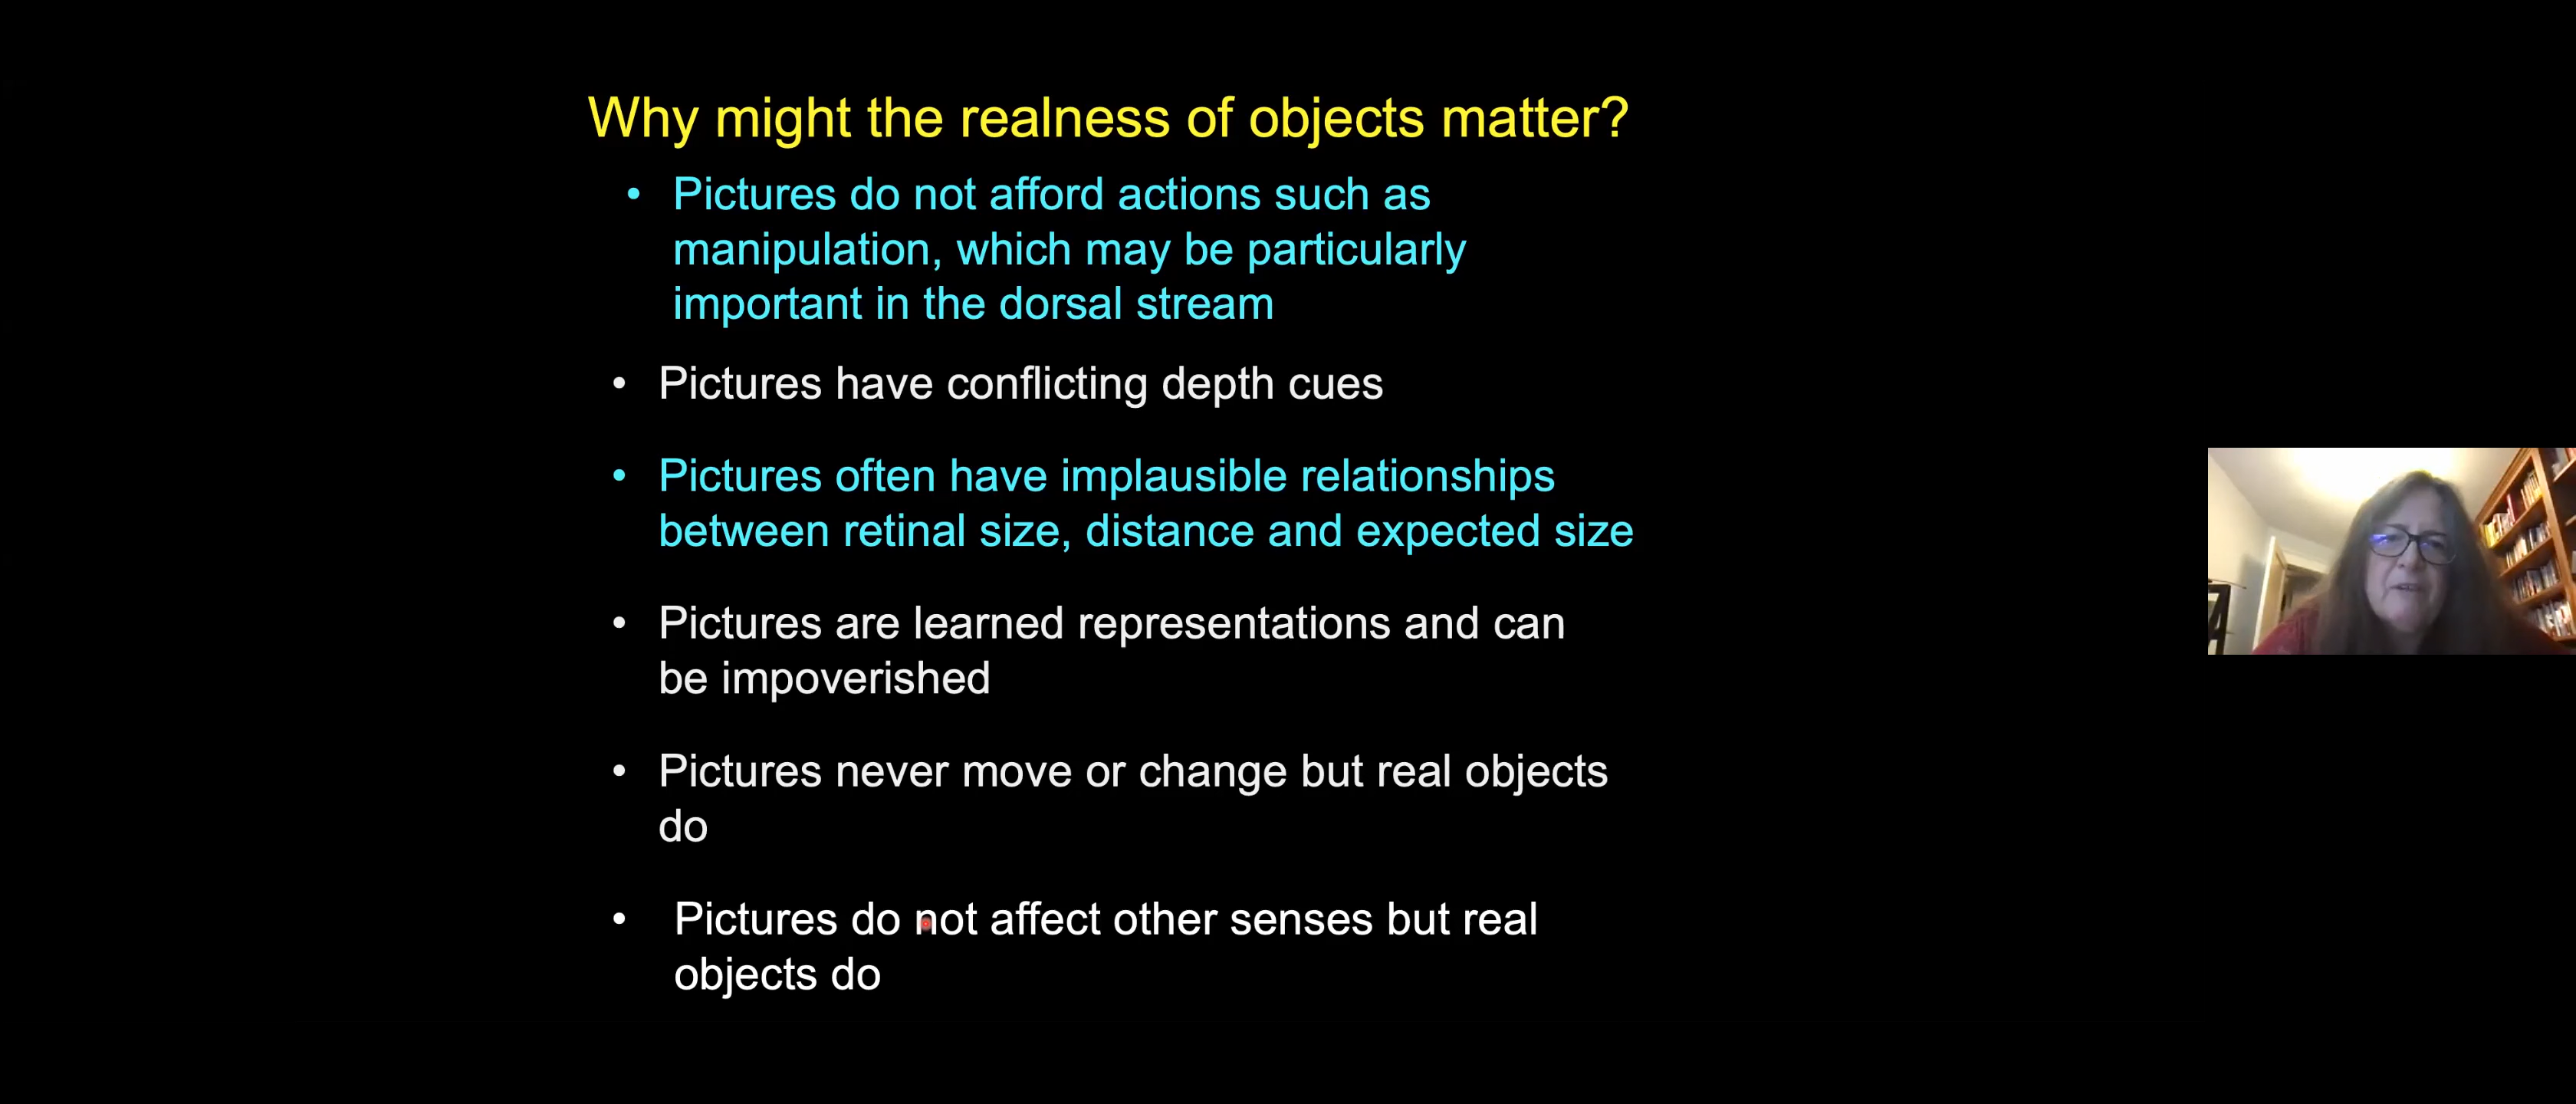 Why might the realness of objects matter?
• Pictures do not afford actions such as
manipulation, which may be particularly
important in the dorsal stream
• Pictures have conflicting depth cues
• Pictures often have implausible relationships
between retinal size, distance and expected size
• Pictures are learned representations and can
be impoverished
• Pictures never move or change but real objects
do
• Pictures do not affect other senses but real
objects do